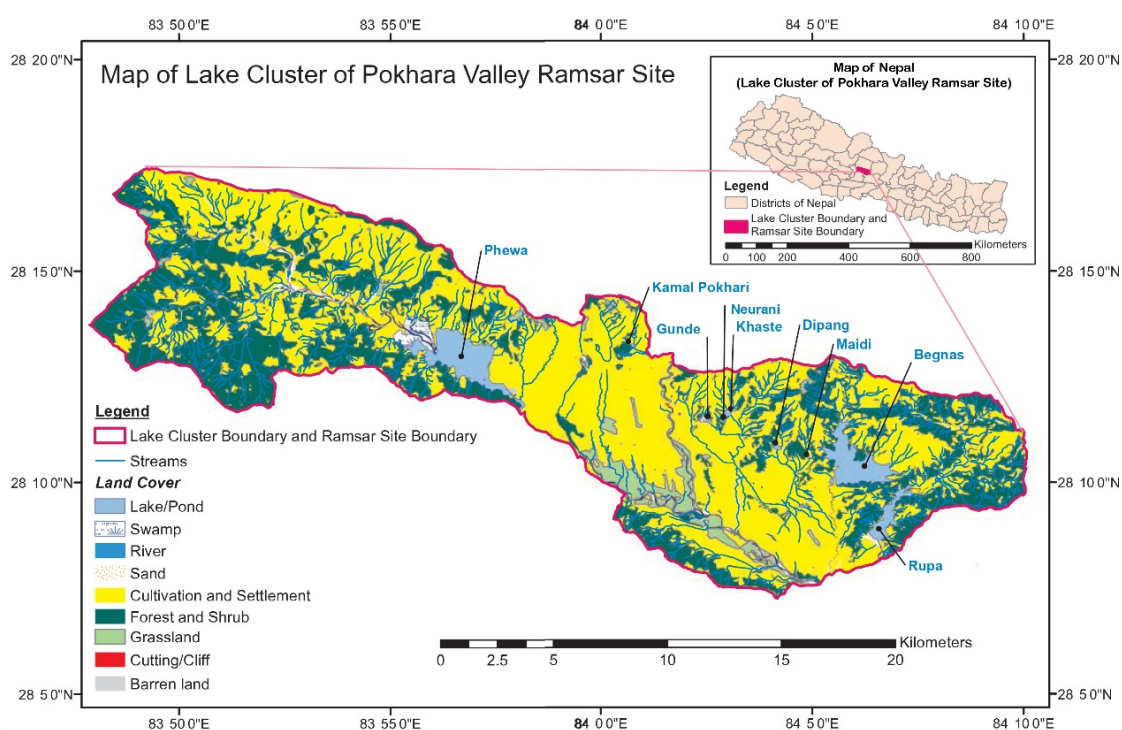 83 50 0"E
83 55 0"E
84 0 0"E
84 5 0"E
84 10 0"E
28 20 0"N
28 20 0"N
Map of Lake Cluster of Pokhara Valley Ramsar Site
Map of Nepal
(Lake Cluster of Pokhara Valley Ramsar Site)
Legend
Districts of Nepal
Lake Cluster Boundary and
Ramsar Site Boundary
Kilometers
0 50 100 150 200 400 600 800
28 15 0"N
28 15 0"N
Phewa
Kamal Pokhari
Gunde
Neurani
Khaste
Dipang
Maidi
Begnas
Rupa
28 10 0"N
28 10 0"N
Legend
Lake Cluster Boundary and Ramsar Site Boundary
Streams
Land Cover
Lake/Pond
Swamp
River
Sand
Cultivation and Settlement
Forest and Shrub
Grassland
Cutting/Cliff
Barren land
Kilometers
0 2.5 5 10 15 20
28 5 0"N
28 5 0"N
83 50 0"E
83 55 0"E
84 0 0"E
84 5 0"E
84 10 0"E